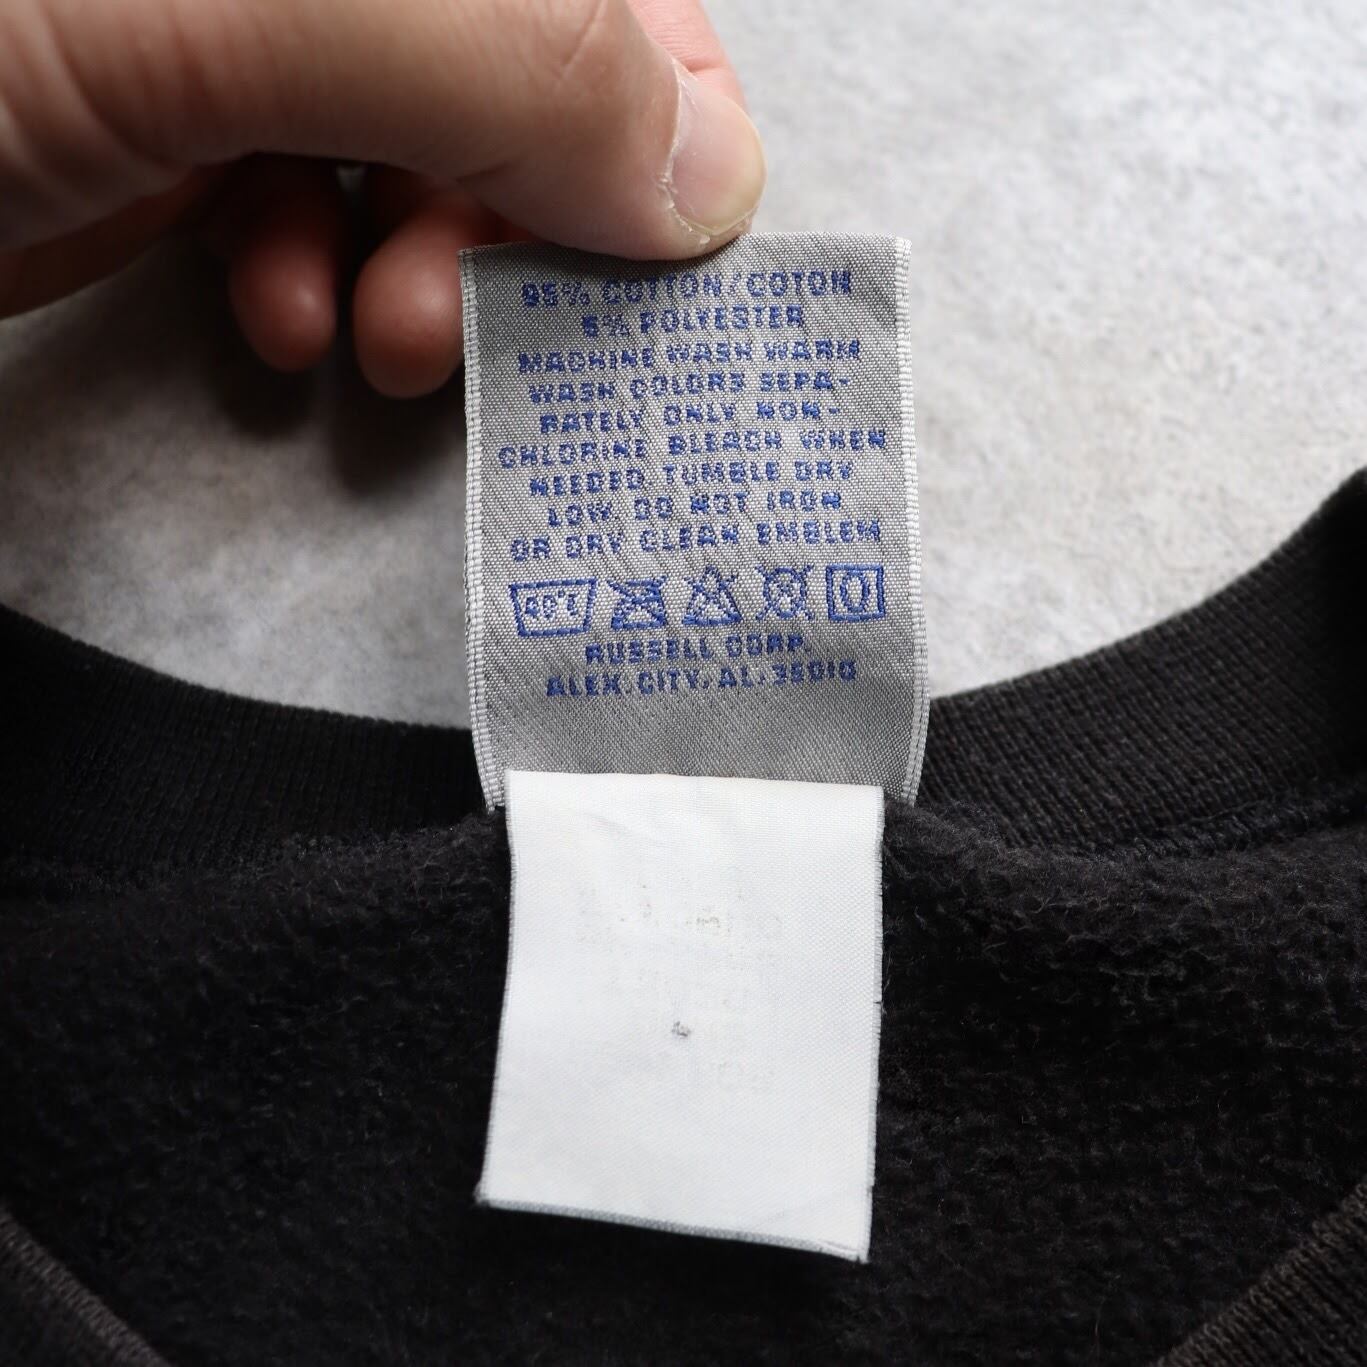 95% COTTON/COTON
5% POLYESTER
MACHINE WASH WARM
WASH COLORS SEPA-
RATELY ONLY NON-
CHLORINE BLEACH WHEN
NEEDED. TUMBLE DRY
LOW. DO NOT IRON
OR DRY CLEAN EMBLEM
40°C
RUSSELL CORP.
ALEX. CITY, AL. 35010